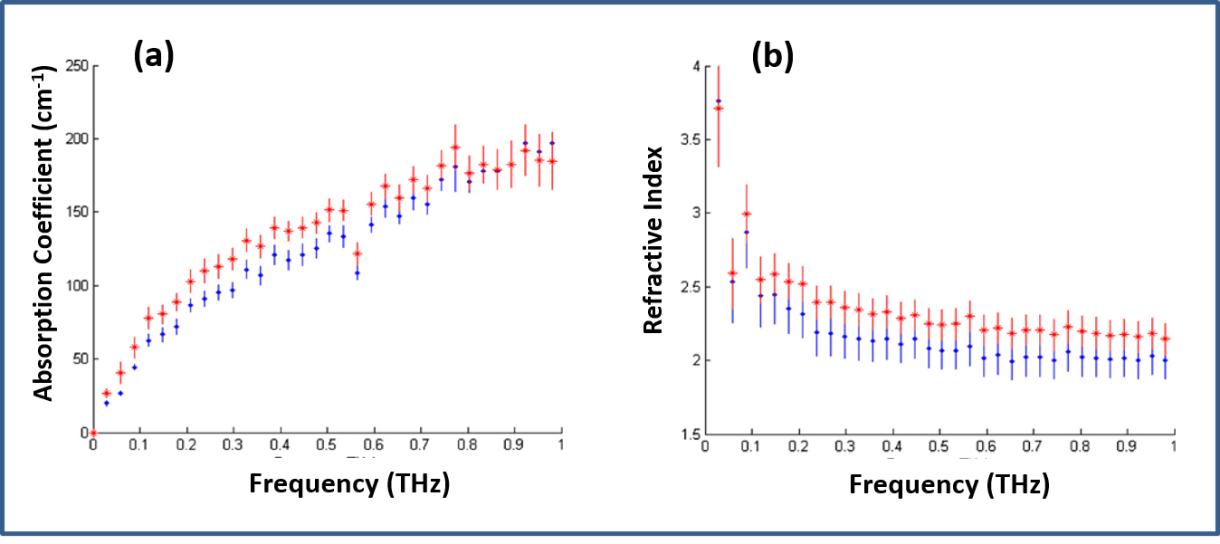 (a)
250
200
150
100
50
0
Absorption Coefficient (cm-1)
0 0.1 0.2 0.3 0.4 0.5 0.6 0.7 0.8 0.9 1
Frequency (THz)
(b)
4
3.5
3
2.5
2
1.5
Refractive Index
0 0.1 0.2 0.3 0.4 0.5 0.6 0.7 0.8 0.9 1
Frequency (THz)